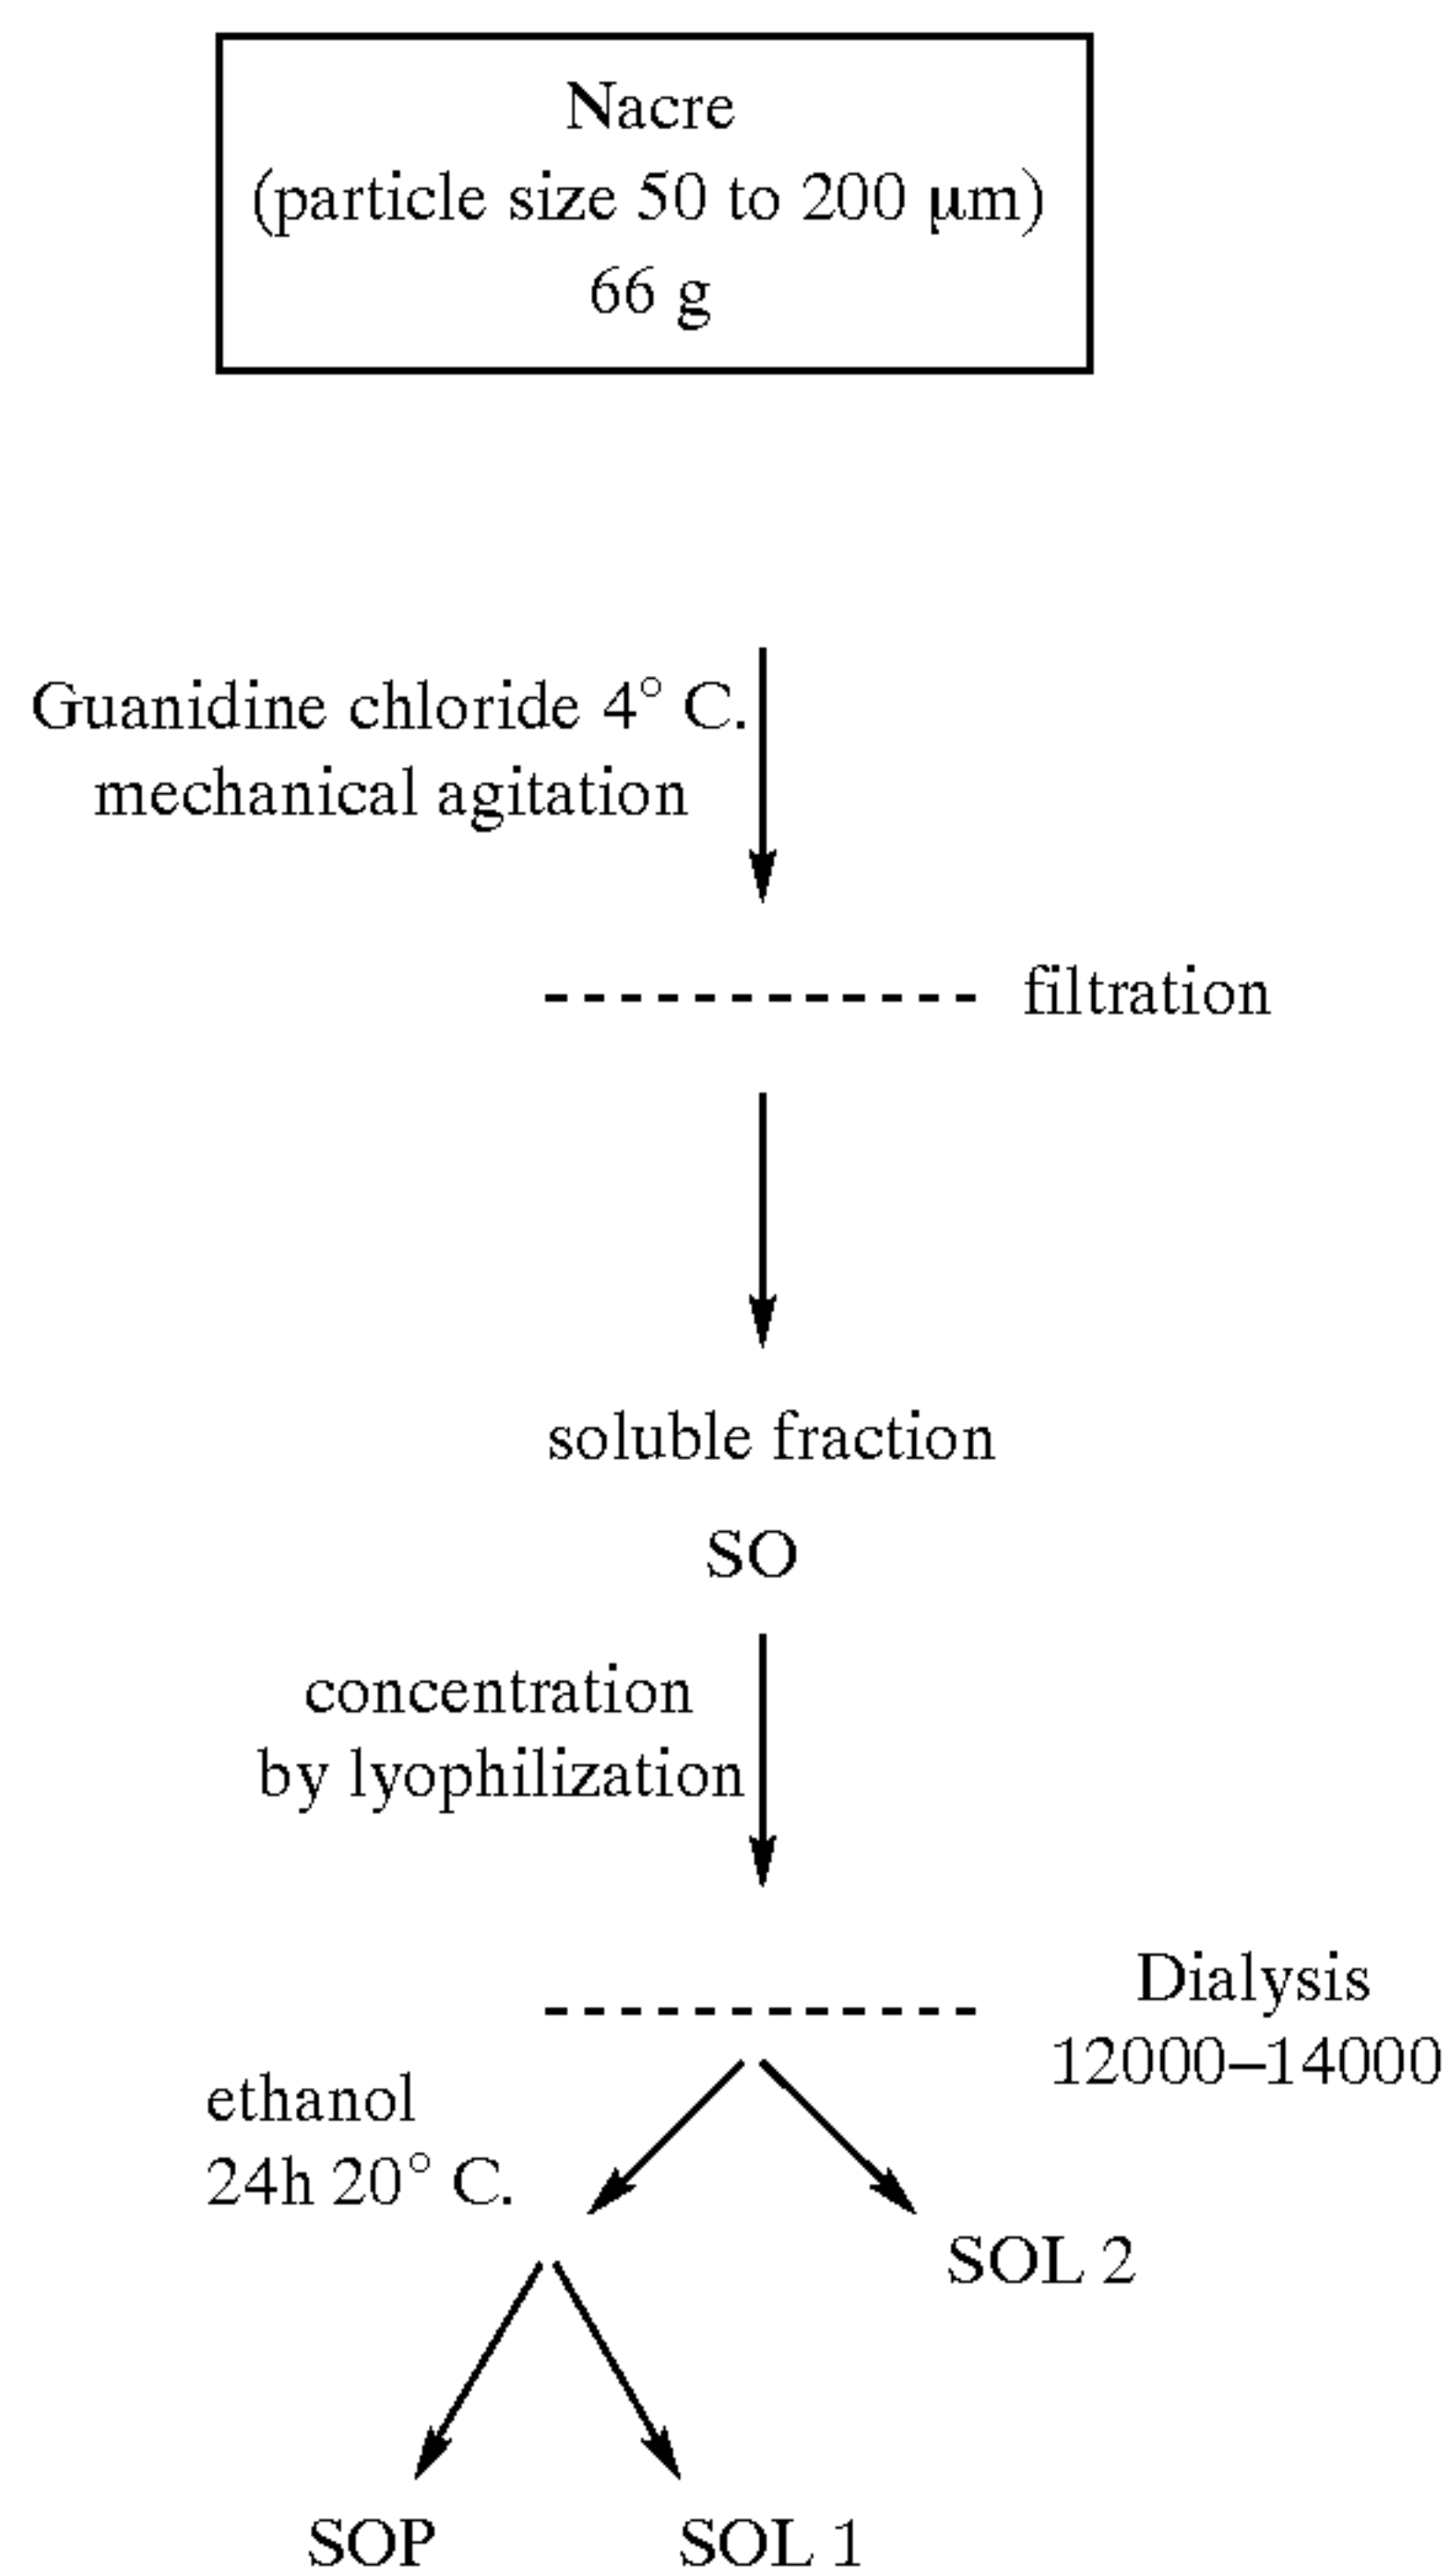 Nacre
(particle size 50 to 200 μm)
66 g
Guanidine chloride 4° C.
mechanical agitation
filtration
soluble fraction
SO
concentration
by lyophilization
Dialysis
12000–14000
ethanol
24h 20° C.
SOL 2
SOP
SOL 1